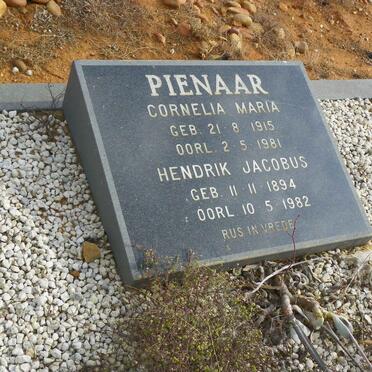 PIENAAR
CORNELIA MARIA
GEB. 21. 8. 1915
OORL. 2. 5. 1981
HENDRIK JACOBUS
GEB. 11. 11. 1894
OORL. 10. 5. 1982
RUS IN VREDE